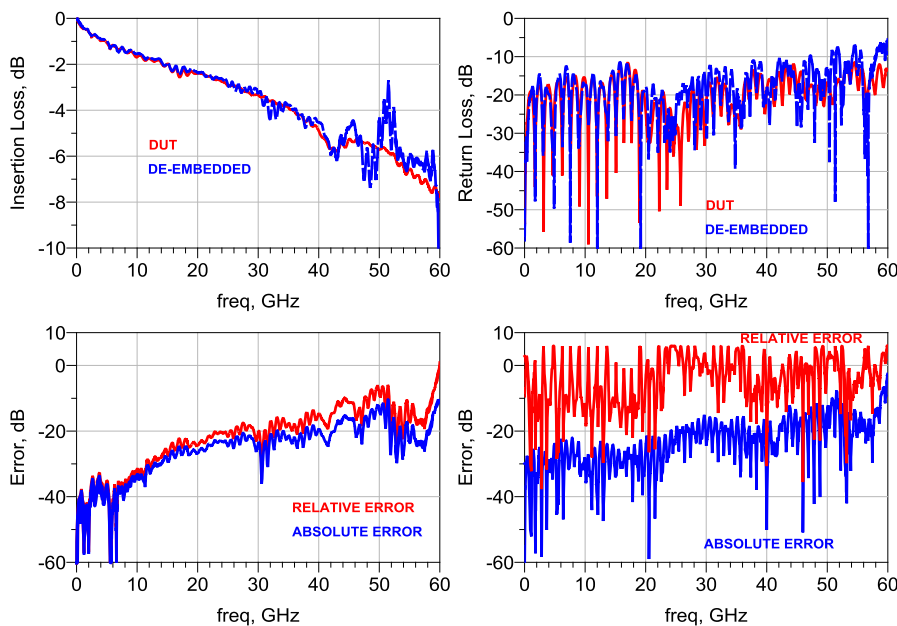 Insertion Loss, dB
0
-2
-4
-6
-8
-10
DUT
DE-EMBEDDED
0 10 20 30 40 50 60
freq, GHz
Return Loss, dB
0
-10
-20
-30
-40
-50
-60
DUT
DE-EMBEDDED
0 10 20 30 40 50 60
freq, GHz
Error, dB
10
0
-20
-40
-60
RELATIVE ERROR
ABSOLUTE ERROR
0 10 20 30 40 50 60
freq, GHz
Error, dB
10
0
-20
-40
-60
RELATIVE ERROR
ABSOLUTE ERROR
0 10 20 30 40 50 60
freq, GHz